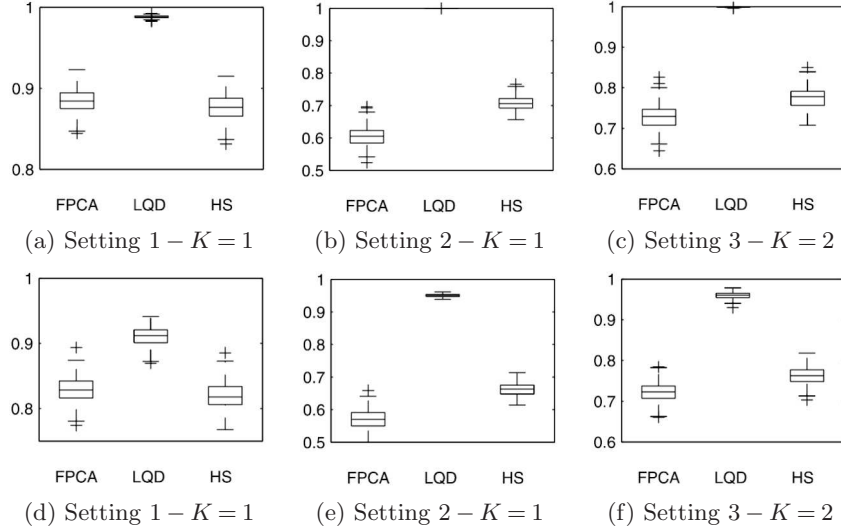 1
0.9
0.8
FPCA LQD HS
(a) Setting 1 − K = 1
1
0.9
0.8
0.7
0.6
0.5
FPCA LQD HS
(b) Setting 2 − K = 1
1
0.9
0.8
0.7
0.6
FPCA LQD HS
(c) Setting 3 − K = 2
1
0.9
0.8
FPCA LQD HS
(d) Setting 1 − K = 1
1
0.9
0.8
0.7
0.6
0.5
FPCA LQD HS
(e) Setting 2 − K = 1
1
0.9
0.8
0.7
0.6
FPCA LQD HS
(f) Setting 3 − K = 2